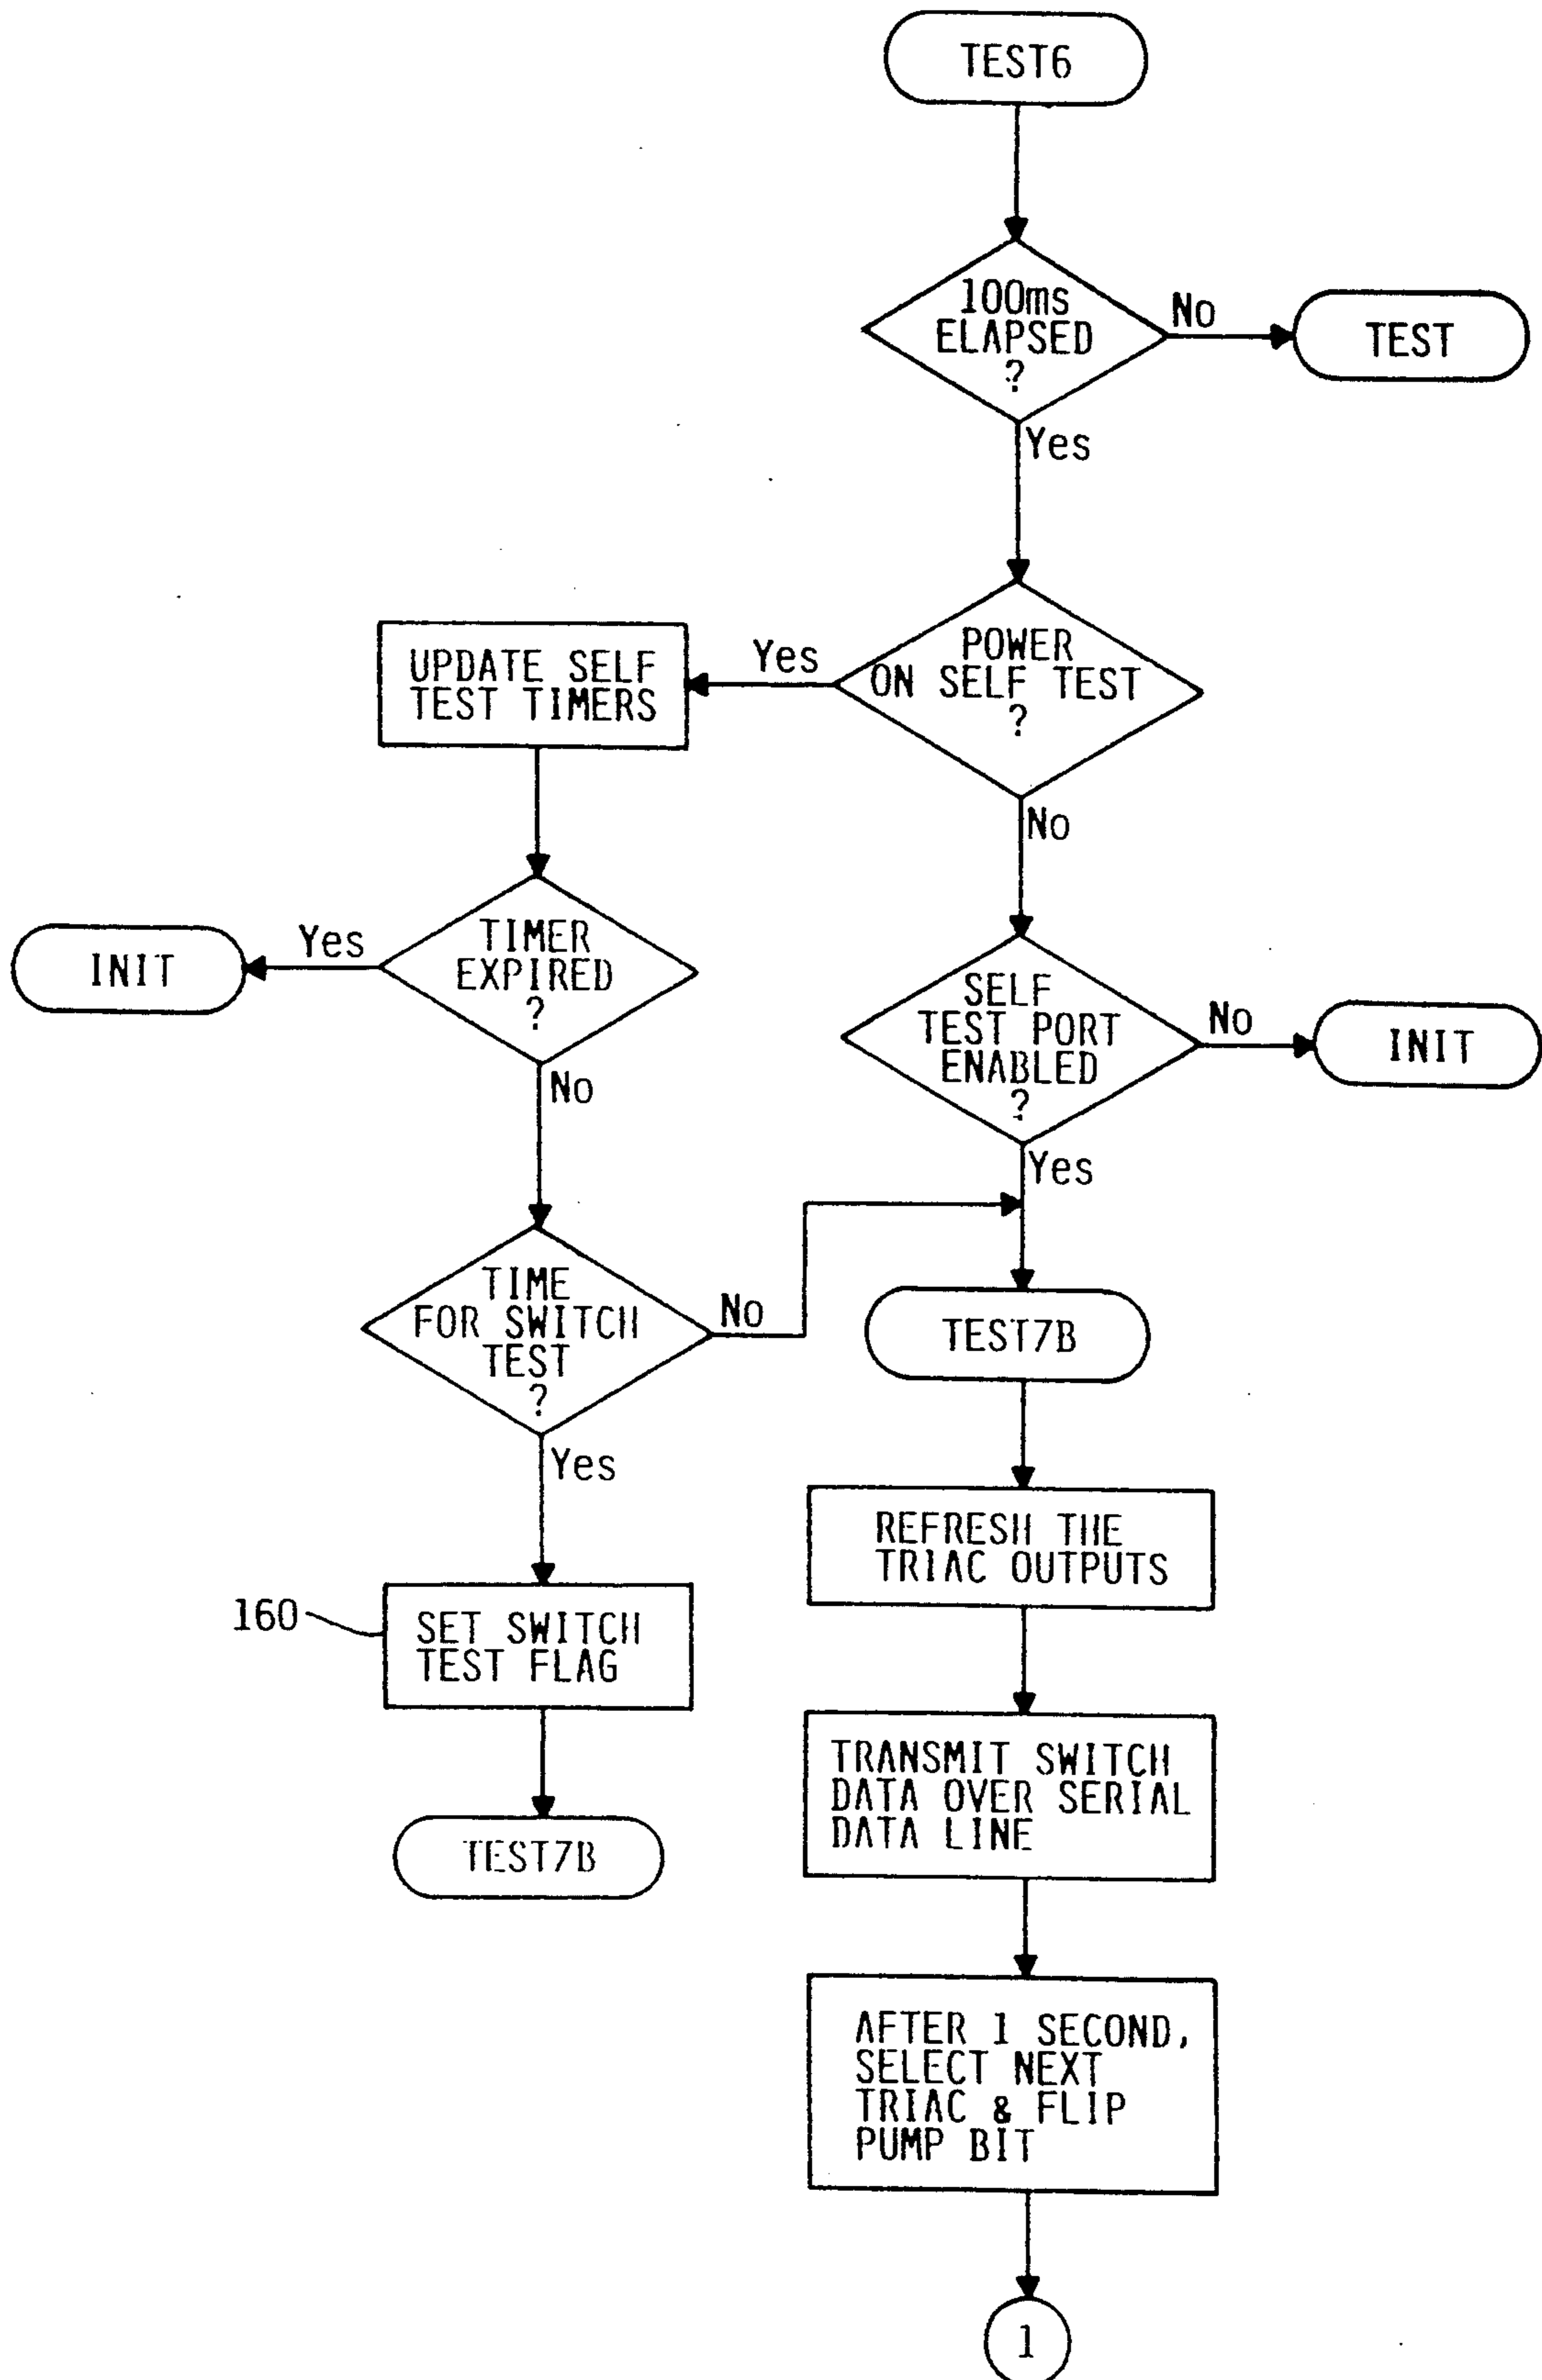 TEST6
100ms
ELAPSED
?
No
TEST
Yes
POWER
ON SELF TEST
?
Yes
UPDATE SELF
TEST TIMERS
No
TIMER
EXPIRED
?
Yes
INIT
No
SELF
TEST PORT
ENABLED
?
No
INIT
Yes
TIME
FOR SWITCH
TEST
?
No
Yes
TEST7B
REFRESH THE
TRIAC OUTPUTS
160
SET SWITCH
TEST FLAG
TEST7B
TRANSMIT SWITCH
DATA OVER SERIAL
DATA LINE
AFTER 1 SECOND,
SELECT NEXT
TRIAC & FLIP
PUMP BIT
1